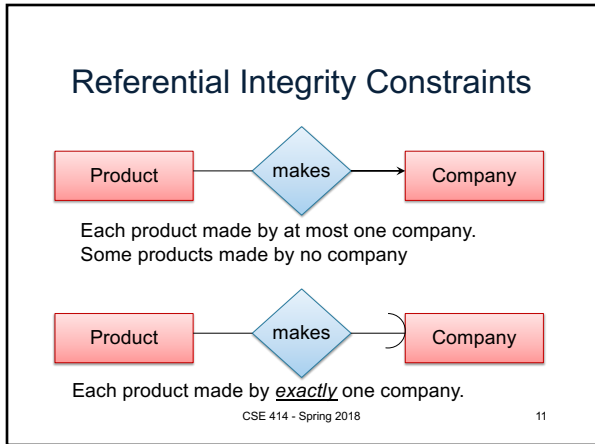 Referential Integrity Constraints
Product
makes
Company
Each product made by at most one company.
Some products made by no company
Product
makes
Company
Each product made by exactly one company.
CSE 414 - Spring 2018
11